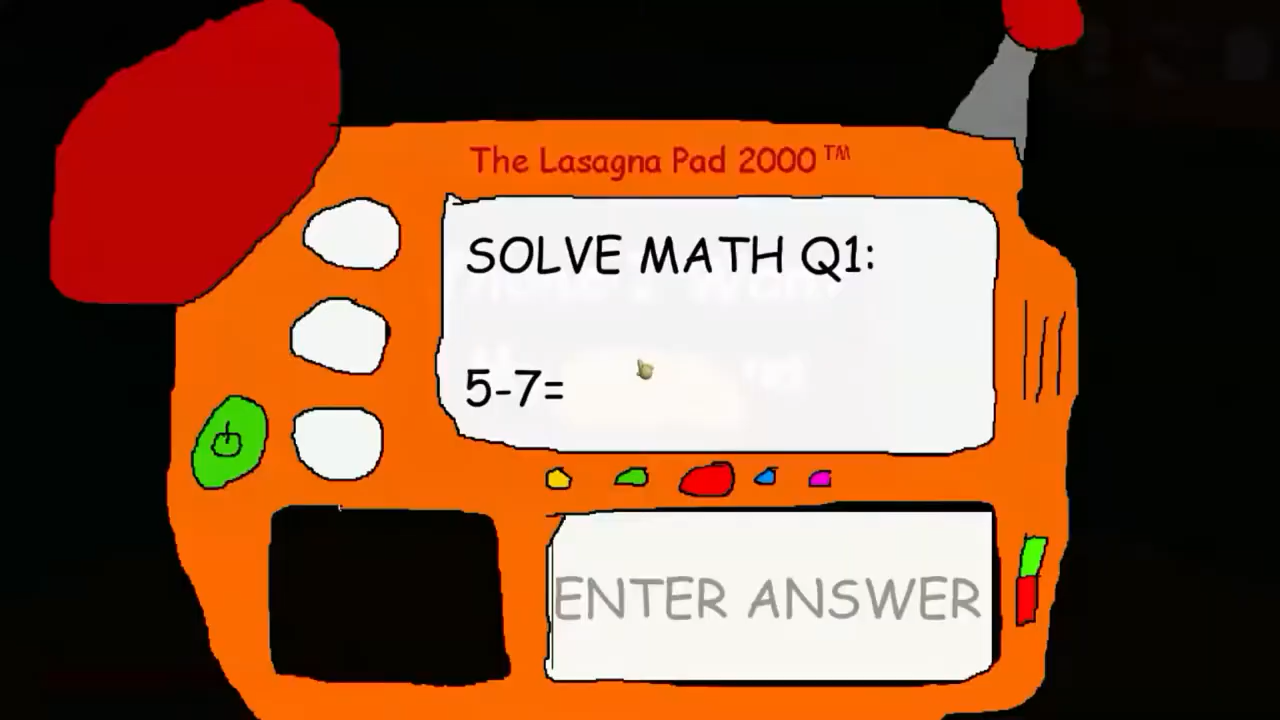 The Lasagna Pad 2000™
SOLVE MATH Q1:
5-7=
ENTER ANSWER